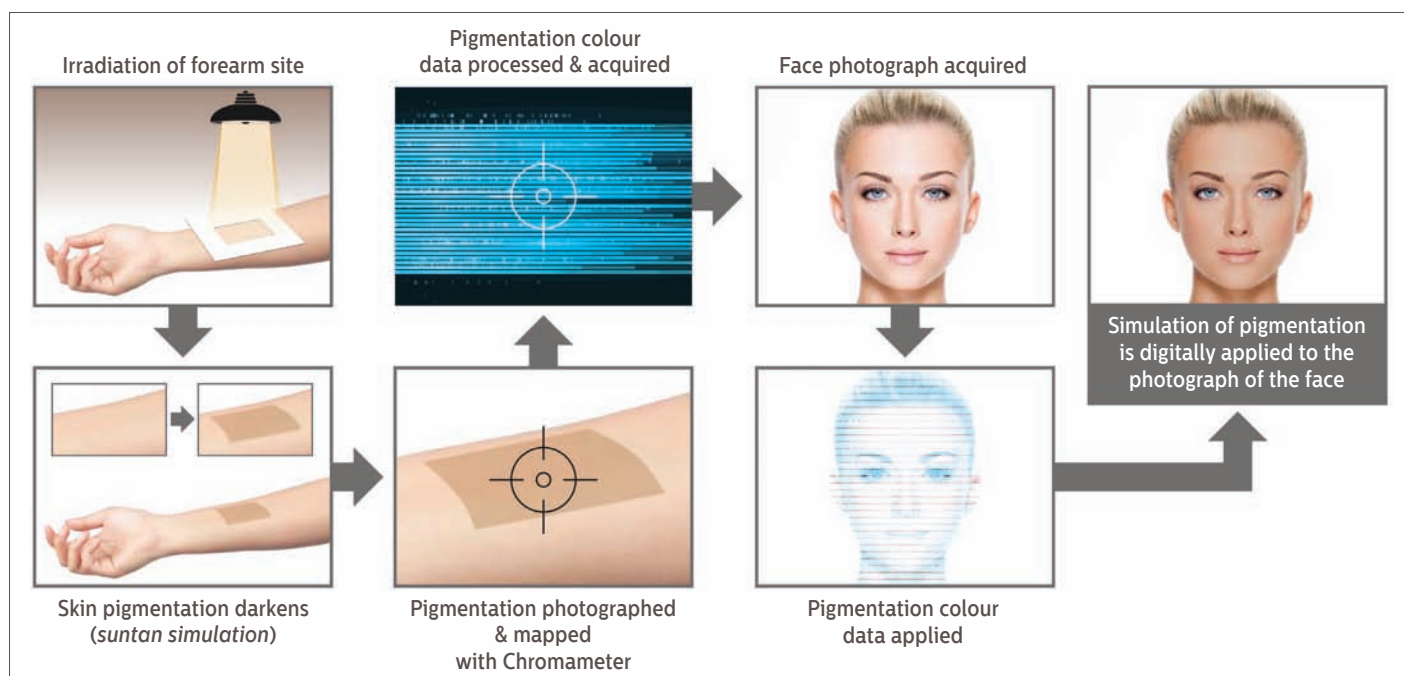 Irradiation of forearm site
Skin pigmentation darkens
(suntan simulation)
Pigmentation photographed
& mapped
with Chromameter
Pigmentation colour
data processed & acquired
Face photograph acquired
Pigmentation colour
data applied
Simulation of pigmentation
is digitally applied to the
photograph of the face